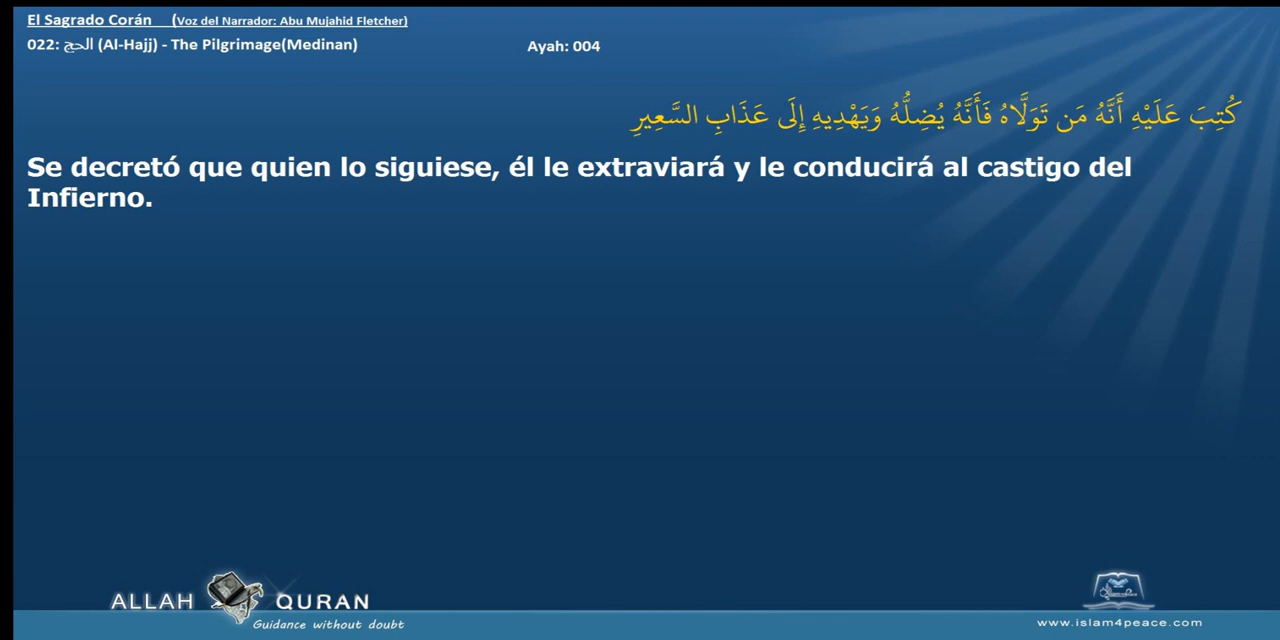 El Sagrado Corán (Voz del Narrador: Abu Mujahid Fletcher)
022: الحج (Al-Hajj) - The Pilgrimage(Medinan) Ayah: 004
كُتِبَ عَلَيْهِ أَنَّهُ مَن تَوَلَّاهُ فَأَنَّهُ يُضِلُّهُ وَيَهْدِيهِ إِلَى عَذَابِ السَّعِيرِ
Se decretó que quien lo siguiese, él le extraviará y le conducirá al castigo del
Infierno.
ALLAH QURAN
Guidance without doubt
www.islam4peace.com